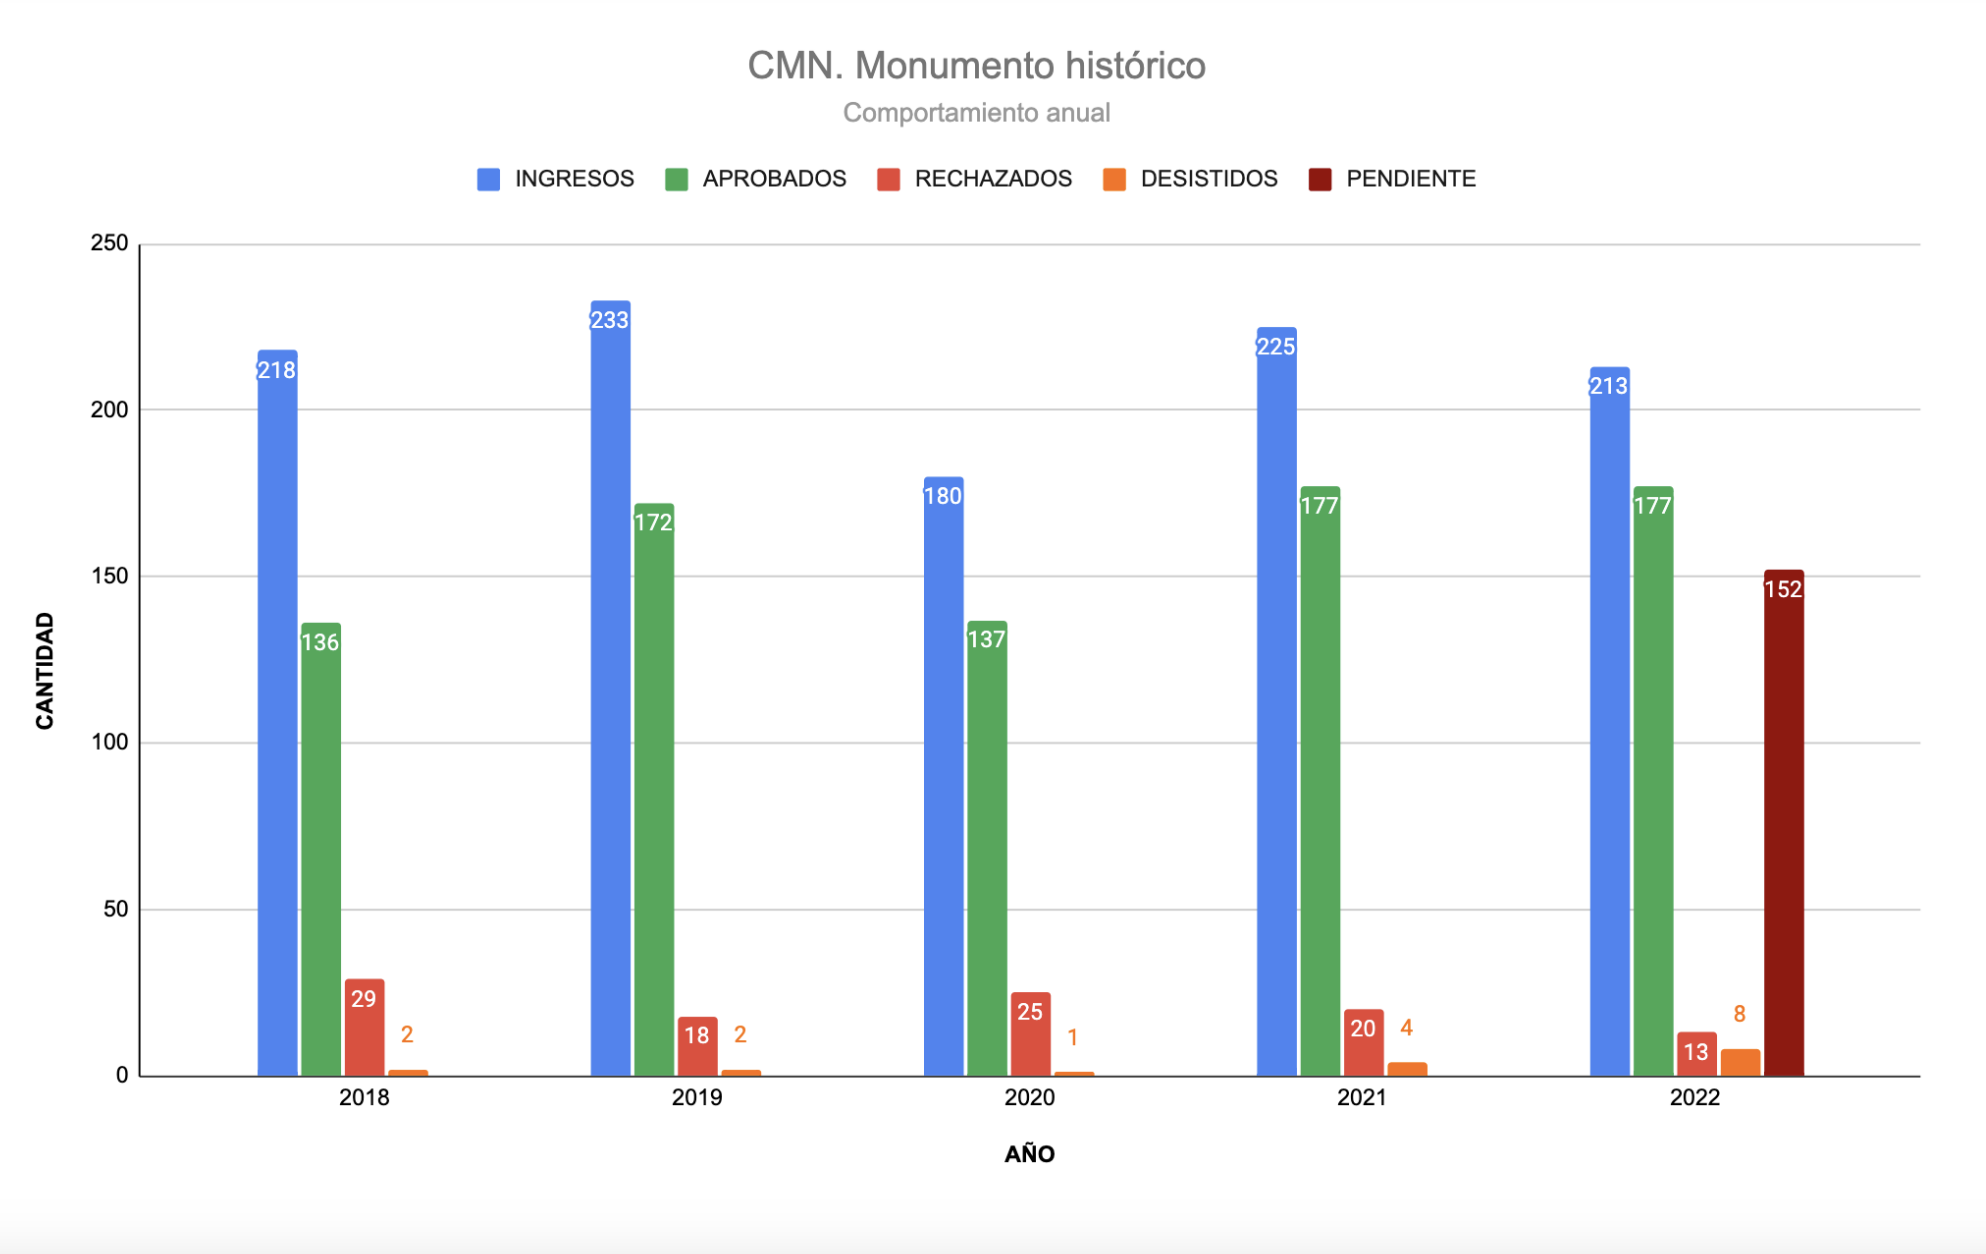 CMN. Monumento histórico
Comportamiento anual
INGRESOS APROBADOS RECHAZADOS DESISTIDOS PENDIENTE
250
200
150
100
50
0
CANTIDAD
218 136 29 2
233 172 18 2
180 137 25 1
225 177 20 4
213 177 13 8 152
2018 2019 2020 2021 2022
AÑO